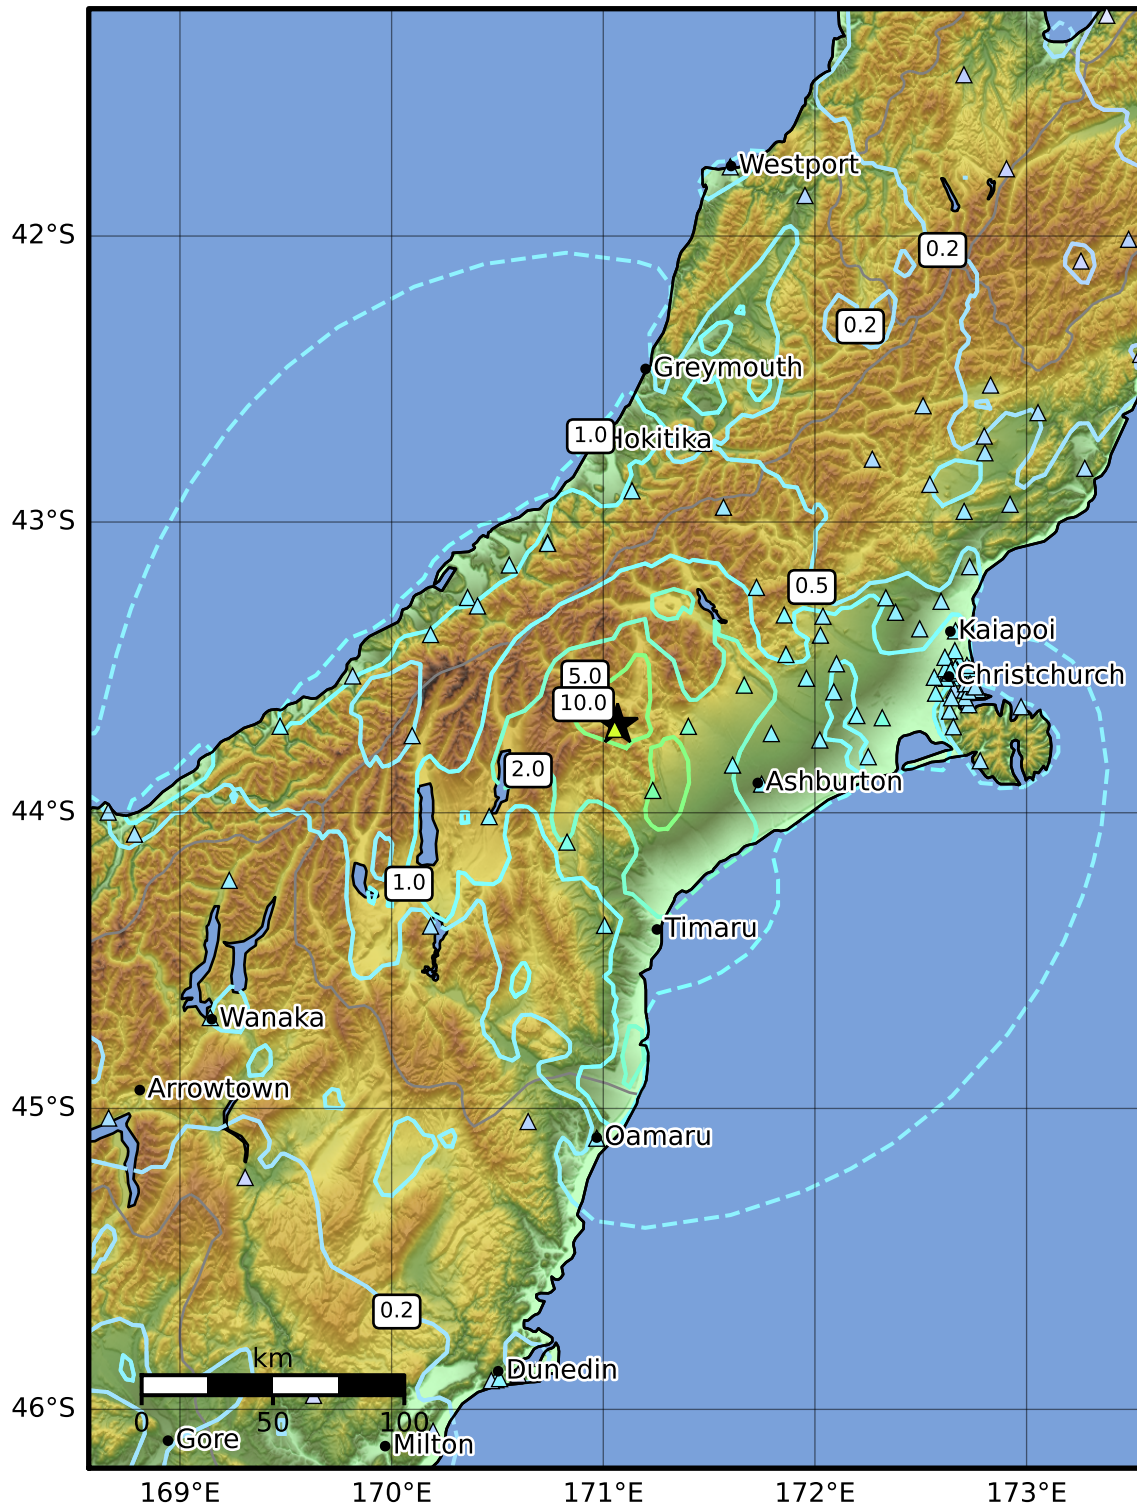 Westport
42°S
0.2
0.2
Greymouth
1.0
Hokitika
43°S
0.5
Kaiapoi
5.0
Christchurch
10.0
2.0
Ashburton
44°S
1.0
Timaru
Wanaka
Arrowtown
45°S
Oamaru
0.2
km
Dunedin
46°S
0
50
100
Gore
Milton
169°E
170°E
171°E
172°E
173°E